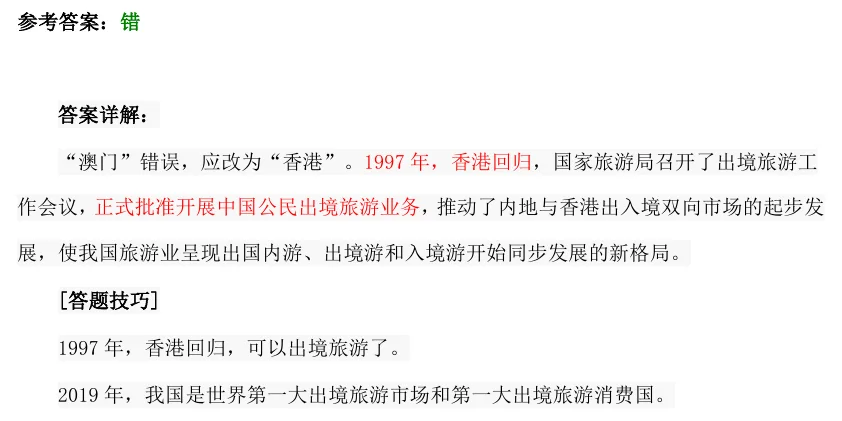 参考答案：错
答案详解：
“澳门”错误，应改为“香港”。1997 年，香港回归，国家旅游局召开了出境旅游工
作会议，正式批准开展中国公民出境旅游业务，推动了内地与香港出入境双向市场的起步发
展，使我国旅游业呈现出国内游、出境游和入境游开始同步发展的新格局。
[答题技巧]
1997 年，香港回归，可以出境旅游了。
2019 年，我国是世界第一大出境旅游市场和第一大出境旅游消费国。